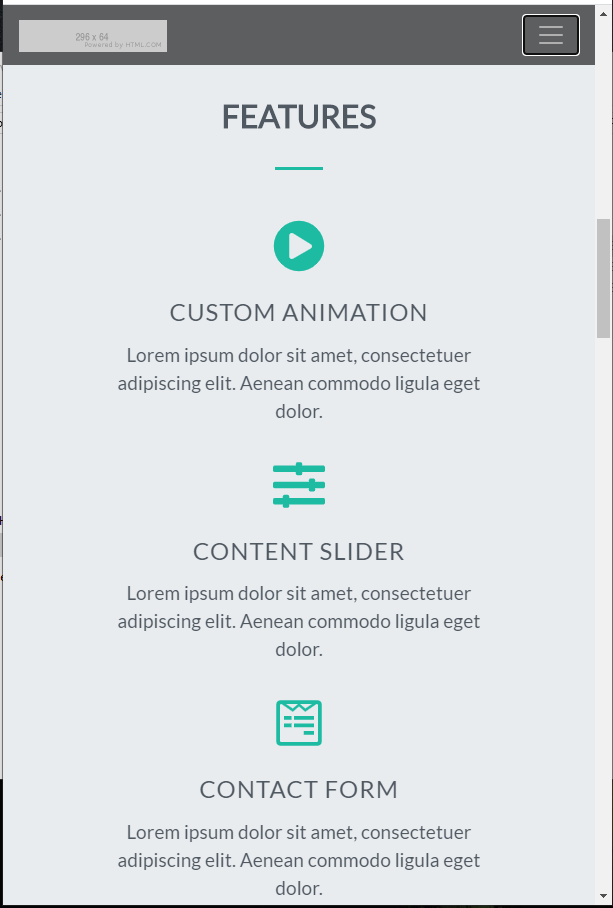 296 x 64
Powered by HTML.COM
FEATURES
CUSTOM ANIMATION
Lorem ipsum dolor sit amet, consectetuer
adipiscing elit. Aenean commodo ligula eget
dolor.
CONTENT SLIDER
Lorem ipsum dolor sit amet, consectetuer
adipiscing elit. Aenean commodo ligula eget
dolor.
CONTACT FORM
Lorem ipsum dolor sit amet, consectetuer
adipiscing elit. Aenean commodo ligula eget
dolor.